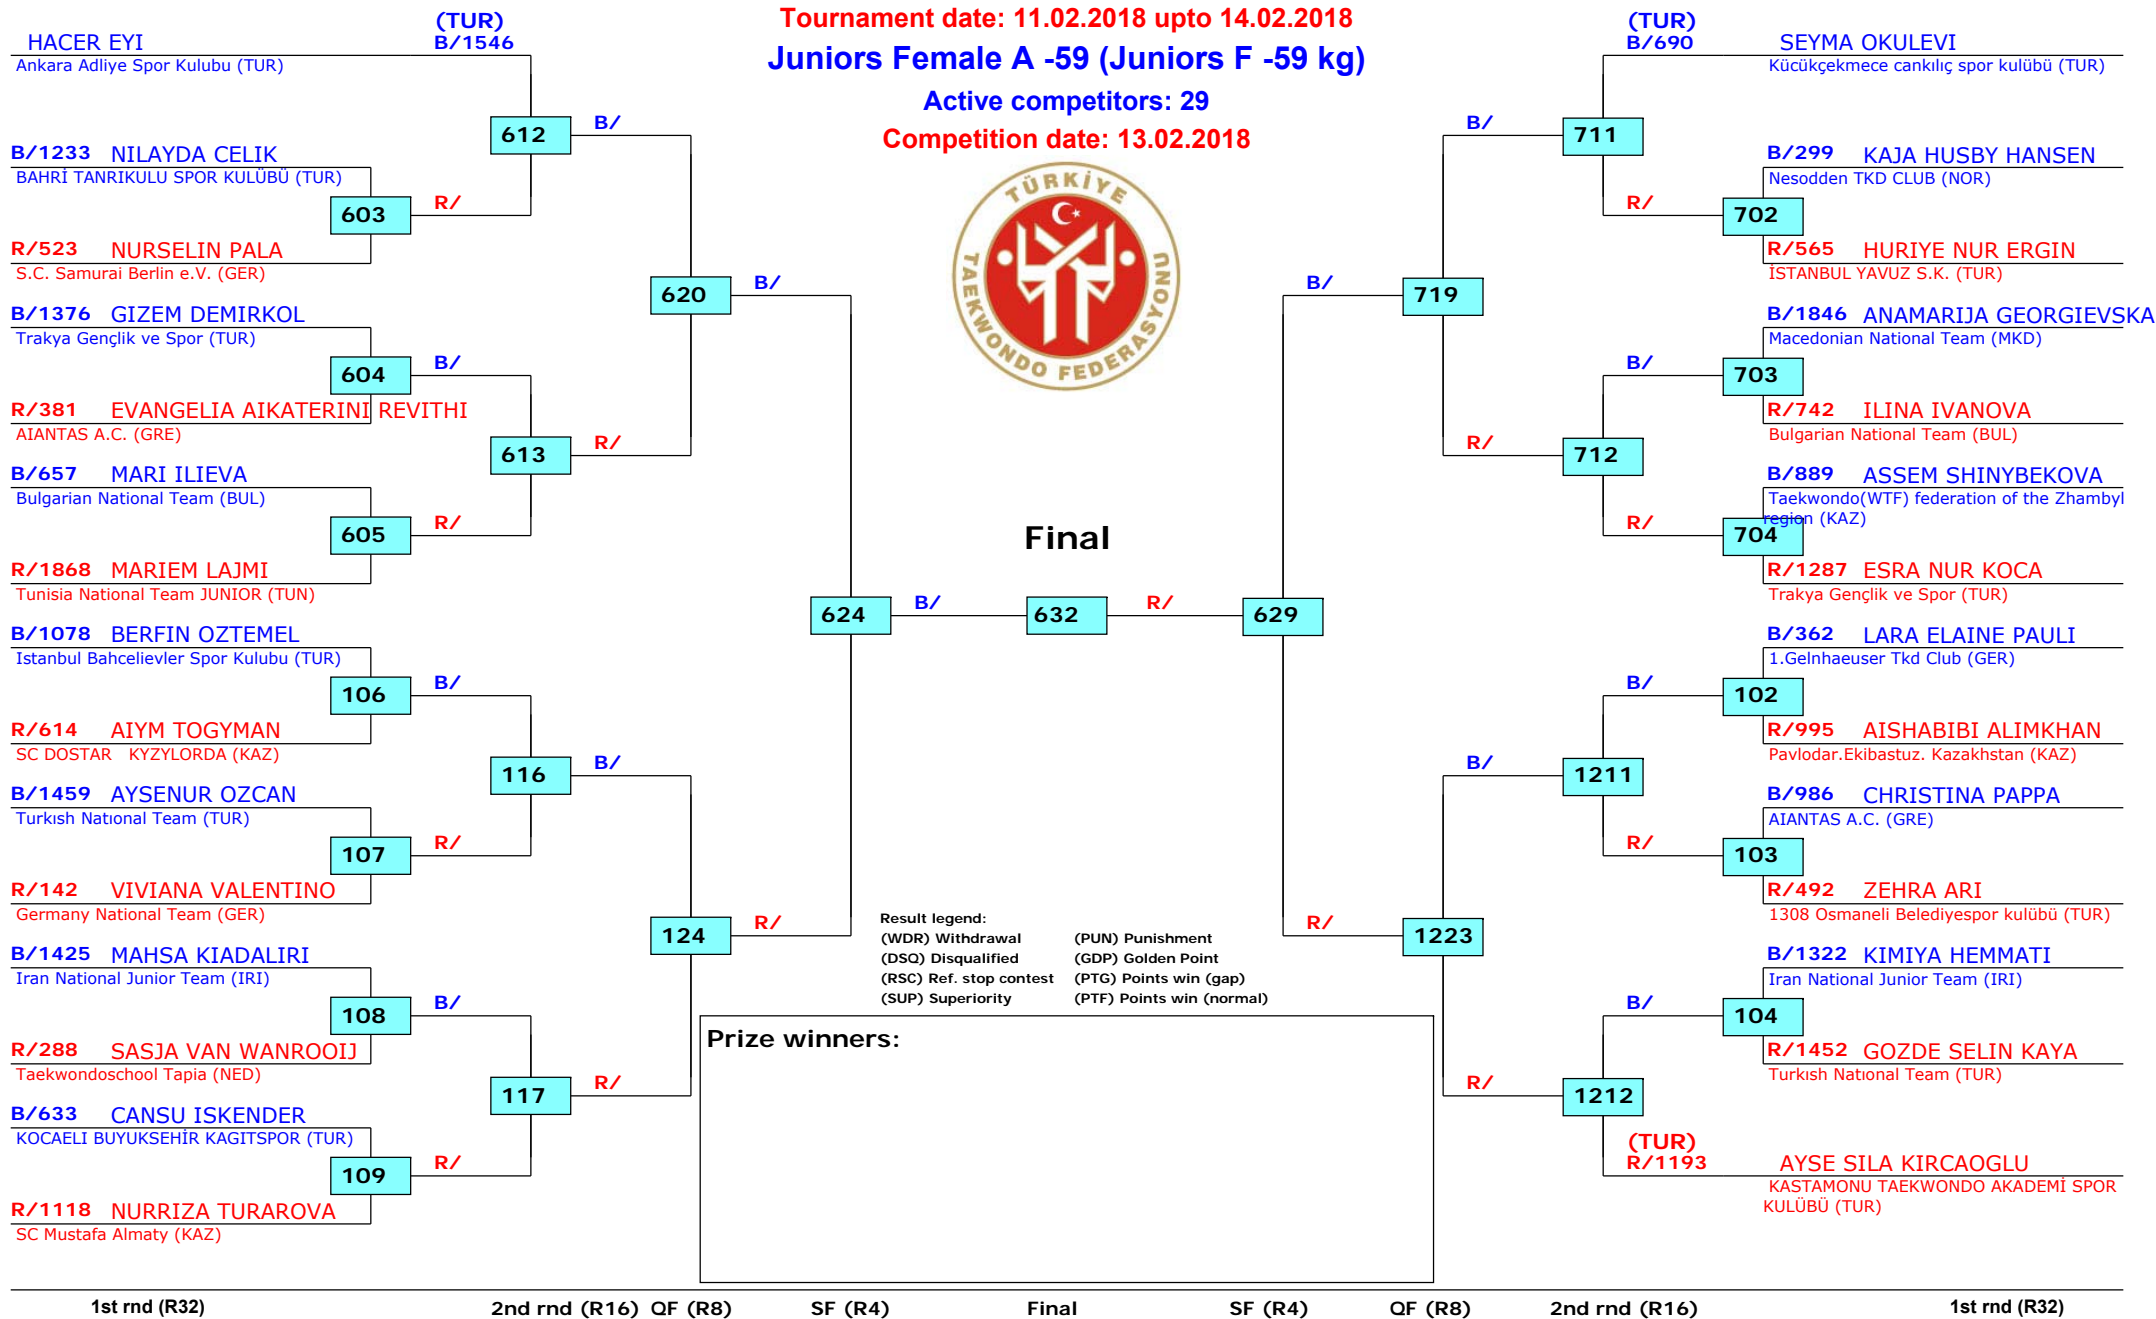 Tournament date: 11.02.2018 upto 14.02.2018
Juniors Female A -59 (Juniors F -59 kg)
Active competitors: 29
Competition date: 13.02.2018
TÜRKİYE
TAEKWONDO FEDERASYONU
(TUR)
HACER EYI B/1546
Ankara Adliye Spor Kulubu (TUR)
612 B/
B/1233 NILAYDA CELIK
BAHRİ TANRIKULU SPOR KULÜBÜ (TUR)
603 R/
R/523 NURSELIN PALA
S.C. Samurai Berlin e.V. (GER)
620 B/
B/1376 GIZEM DEMIRKOL
Trakya Gençlik ve Spor (TUR)
604 B/
R/381 EVANGELIA AIKATERINI REVITHI
AIANTAS A.C. (GRE)
613 R/
B/657 MARI ILIEVA
Bulgarian National Team (BUL)
605 R/
R/1868 MARIEM LAJMI
Tunisia National Team JUNIOR (TUN)
B/1078 BERFIN OZTEMEL
Istanbul Bahcelievler Spor Kulubu (TUR)
106 B/
R/614 AIYM TOGYMAN
SC DOSTAR KYZYLORDA (KAZ)
116 B/
B/1459 AYSENUR OZCAN
Turkısh Natıonal Team (TUR)
107 R/
R/142 VIVIANA VALENTINO
Germany National Team (GER)
124 R/
B/1425 MAHSA KIADALIRI
Iran National Junior Team (IRI)
108 B/
R/288 SASJA VAN WANROOIJ
Taekwondoschool Tapia (NED)
117 R/
B/633 CANSU ISKENDER
KOCAELI BUYUKSEHİR KAGITSPOR (TUR)
109 R/
R/1118 NURRIZA TURAROVA
SC Mustafa Almaty (KAZ)
Final
624 B/ 632 R/ 629
(TUR)
B/690 SEYMA OKULEVI
Kücükçekmece cankılıç spor kulübü (TUR)
B/ 711
B/299 KAJA HUSBY HANSEN
Nesodden TKD CLUB (NOR)
R/ 702
R/565 HURIYE NUR ERGIN
İSTANBUL YAVUZ S.K. (TUR)
B/ 719
B/1846 ANAMARIJA GEORGIEVSKA
Macedonian National Team (MKD)
B/ 703
R/742 ILINA IVANOVA
Bulgarian National Team (BUL)
R/ 712
B/889 ASSEM SHINYBEKOVA
Taekwondo(WTF) federation of the Zhambyl
region (KAZ)
R/ 704
R/1287 ESRA NUR KOCA
Trakya Gençlik ve Spor (TUR)
B/362 LARA ELAINE PAULI
1.Gelnhaeuser Tkd Club (GER)
B/ 102
R/995 AISHABIBI ALIMKHAN
Pavlodar.Ekibastuz. Kazakhstan (KAZ)
B/ 1211
B/986 CHRISTINA PAPPA
AIANTAS A.C. (GRE)
R/ 103
R/492 ZEHRA ARI
1308 Osmaneli Belediyespor kulübü (TUR)
R/ 1223
B/1322 KIMIYA HEMMATI
Iran National Junior Team (IRI)
B/ 104
R/1452 GOZDE SELIN KAYA
Turkısh Natıonal Team (TUR)
R/ 1212
(TUR)
R/1193 AYSE SILA KIRCAOGLU
KASTAMONU TAEKWONDO AKADEMİ SPOR
KULÜBÜ (TUR)
Result legend:
(WDR) Withdrawal (PUN) Punishment
(DSQ) Disqualified (GDP) Golden Point
(RSC) Ref. stop contest (PTG) Points win (gap)
(SUP) Superiority (PTF) Points win (normal)
Prize winners:
1st rnd (R32) 2nd rnd (R16) QF (R8) SF (R4) Final SF (R4) QF (R8) 2nd rnd (R16) 1st rnd (R32)